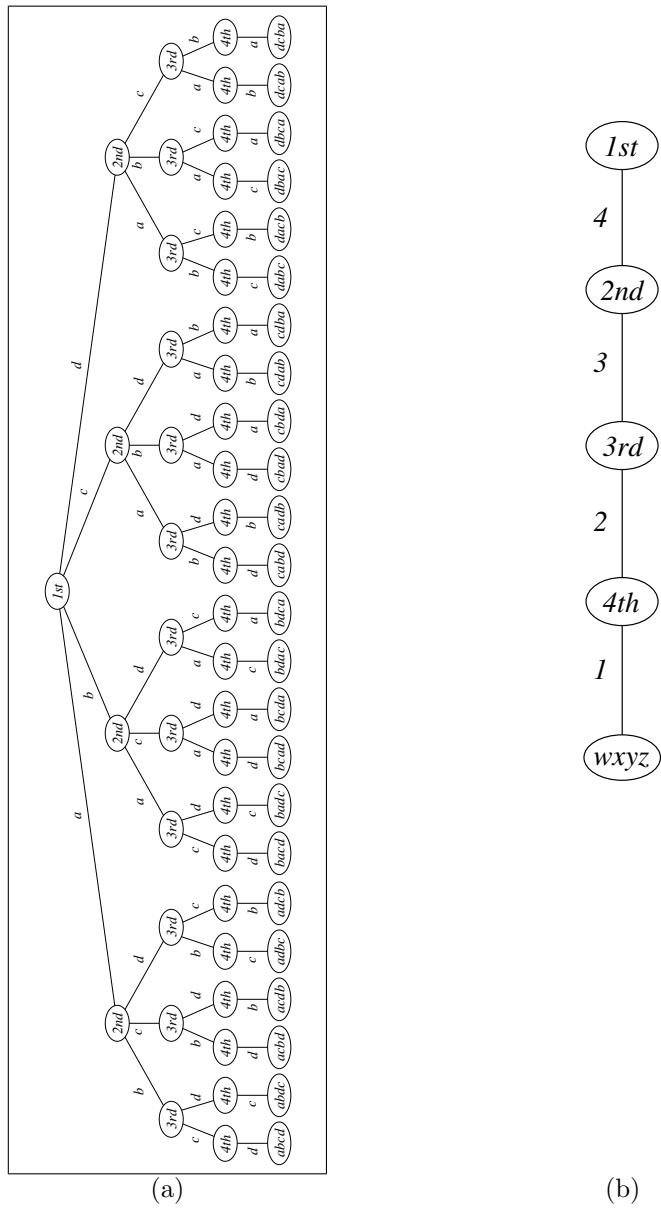 1st
a b c d
2nd 2nd 2nd 2nd
b c d a c d a b d a b c
3rd 3rd 3rd 3rd 3rd 3rd 3rd 3rd 3rd 3rd 3rd 3rd
c d b d b c c d a d a c b d a d a b b c a c a b
4th 4th 4th 4th 4th 4th 4th 4th 4th 4th 4th 4th 4th 4th 4th 4th 4th 4th 4th 4th 4th 4th 4th 4th
d c d b c b d c d a c a d b d a b a c b c a b a
abcd abdc acbd acdb adbc adcb bacd badc bcad bcda bdac bdca cabd cadb cbad cbda cdab cdba dabc dacb dbac dbca dcab dcba
(a)
1st
4
2nd
3
3rd
2
4th
1
wxyz
(b)